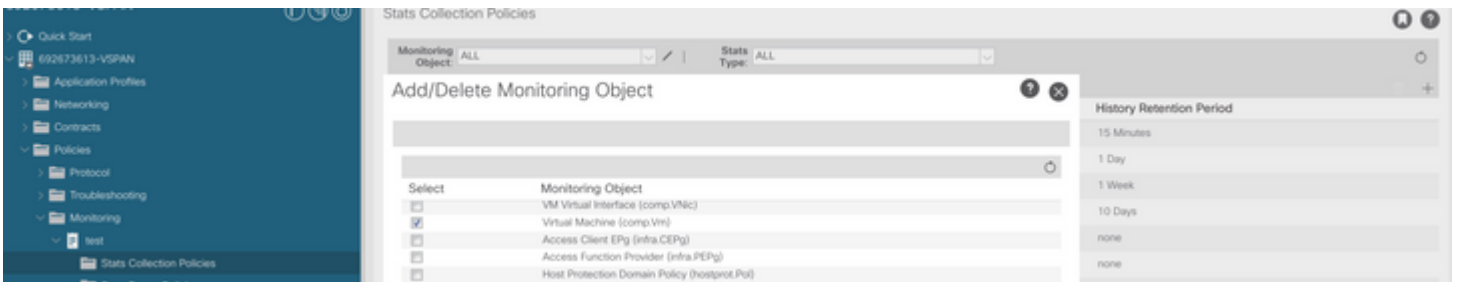 Quick Start
692673613-VSPAN
Application Profiles
Networking
Contracts
Policies
Protocol
Troubleshooting
Monitoring
test
Stats Collection Policies
Stats Collection Policies
Monitoring Object: ALL
Stats Type: ALL
Add/Delete Monitoring Object
Select Monitoring Object
VM Virtual Interface (comp.VNic)
Virtual Machine (comp.Vm)
Access Client EPg (infra.CEPg)
Access Function Provider (infra.PEPg)
Host Protection Domain Policy (hostprot.Pol)
History Retention Period
15 Minutes
1 Day
1 Week
10 Days
none
none